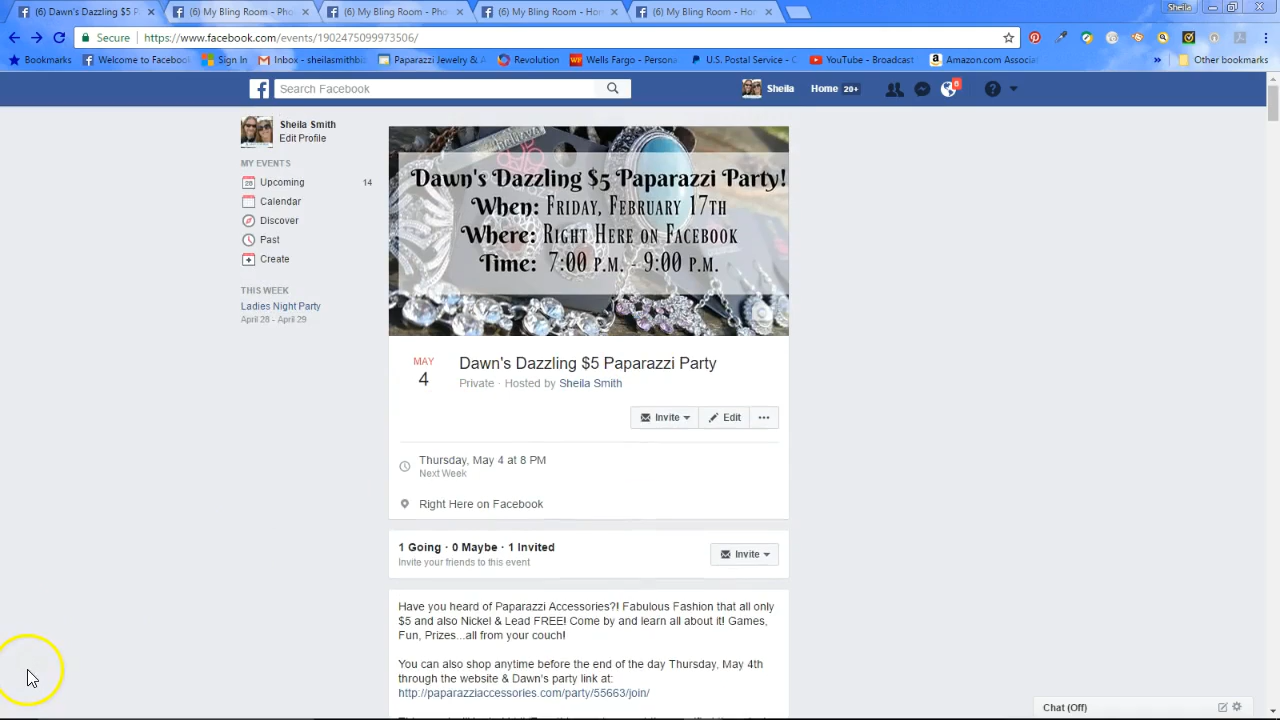 (6) Dawn's Dazzling $5 P
(6) My Bling Room - Pho
(6) My Bling Room - Pho
(6) My Bling Room - Hom
(6) My Bling Room - Hom
Sheila
Secure
https://www.facebook.com/events/1902475099973506/
Bookmarks
Welcome to Facebook
Sign In
Inbox - sheilasmithbiz
Paparazzi Jewelry & A
Revolution
Wells Fargo - Persona
U.S. Postal Service -
YouTube - Broadcast
Amazon.com Associat
»
Other bookmarks
Search Facebook
Sheila
Home 20+
6
Sheila Smith
Edit Profile
MY EVENTS
Upcoming 14
Calendar
Discover
Past
Create
THIS WEEK
Ladies Night Party
April 28 - April 29
Dawn's Dazzling $5 Paparazzi Party!
When: Friday, February 17th
Where: Right Here on Facebook
Time: 7:00 p.m. - 9:00 p.m.
MAY
4
Dawn's Dazzling $5 Paparazzi Party
Private · Hosted by Sheila Smith
Invite
Edit
···
Thursday, May 4 at 8 PM
Next Week
Right Here on Facebook
1 Going · 0 Maybe · 1 Invited
Invite your friends to this event
Invite
Have you heard of Paparazzi Accessories?! Fabulous Fashion that all only
$5 and also Nickel & Lead FREE! Come by and learn all about it! Games,
Fun, Prizes...all from your couch!
You can also shop anytime before the end of the day Thursday, May 4th
through the website & Dawn's party link at:
http://paparazziaccessories.com/party/55663/join/
Chat (Off)